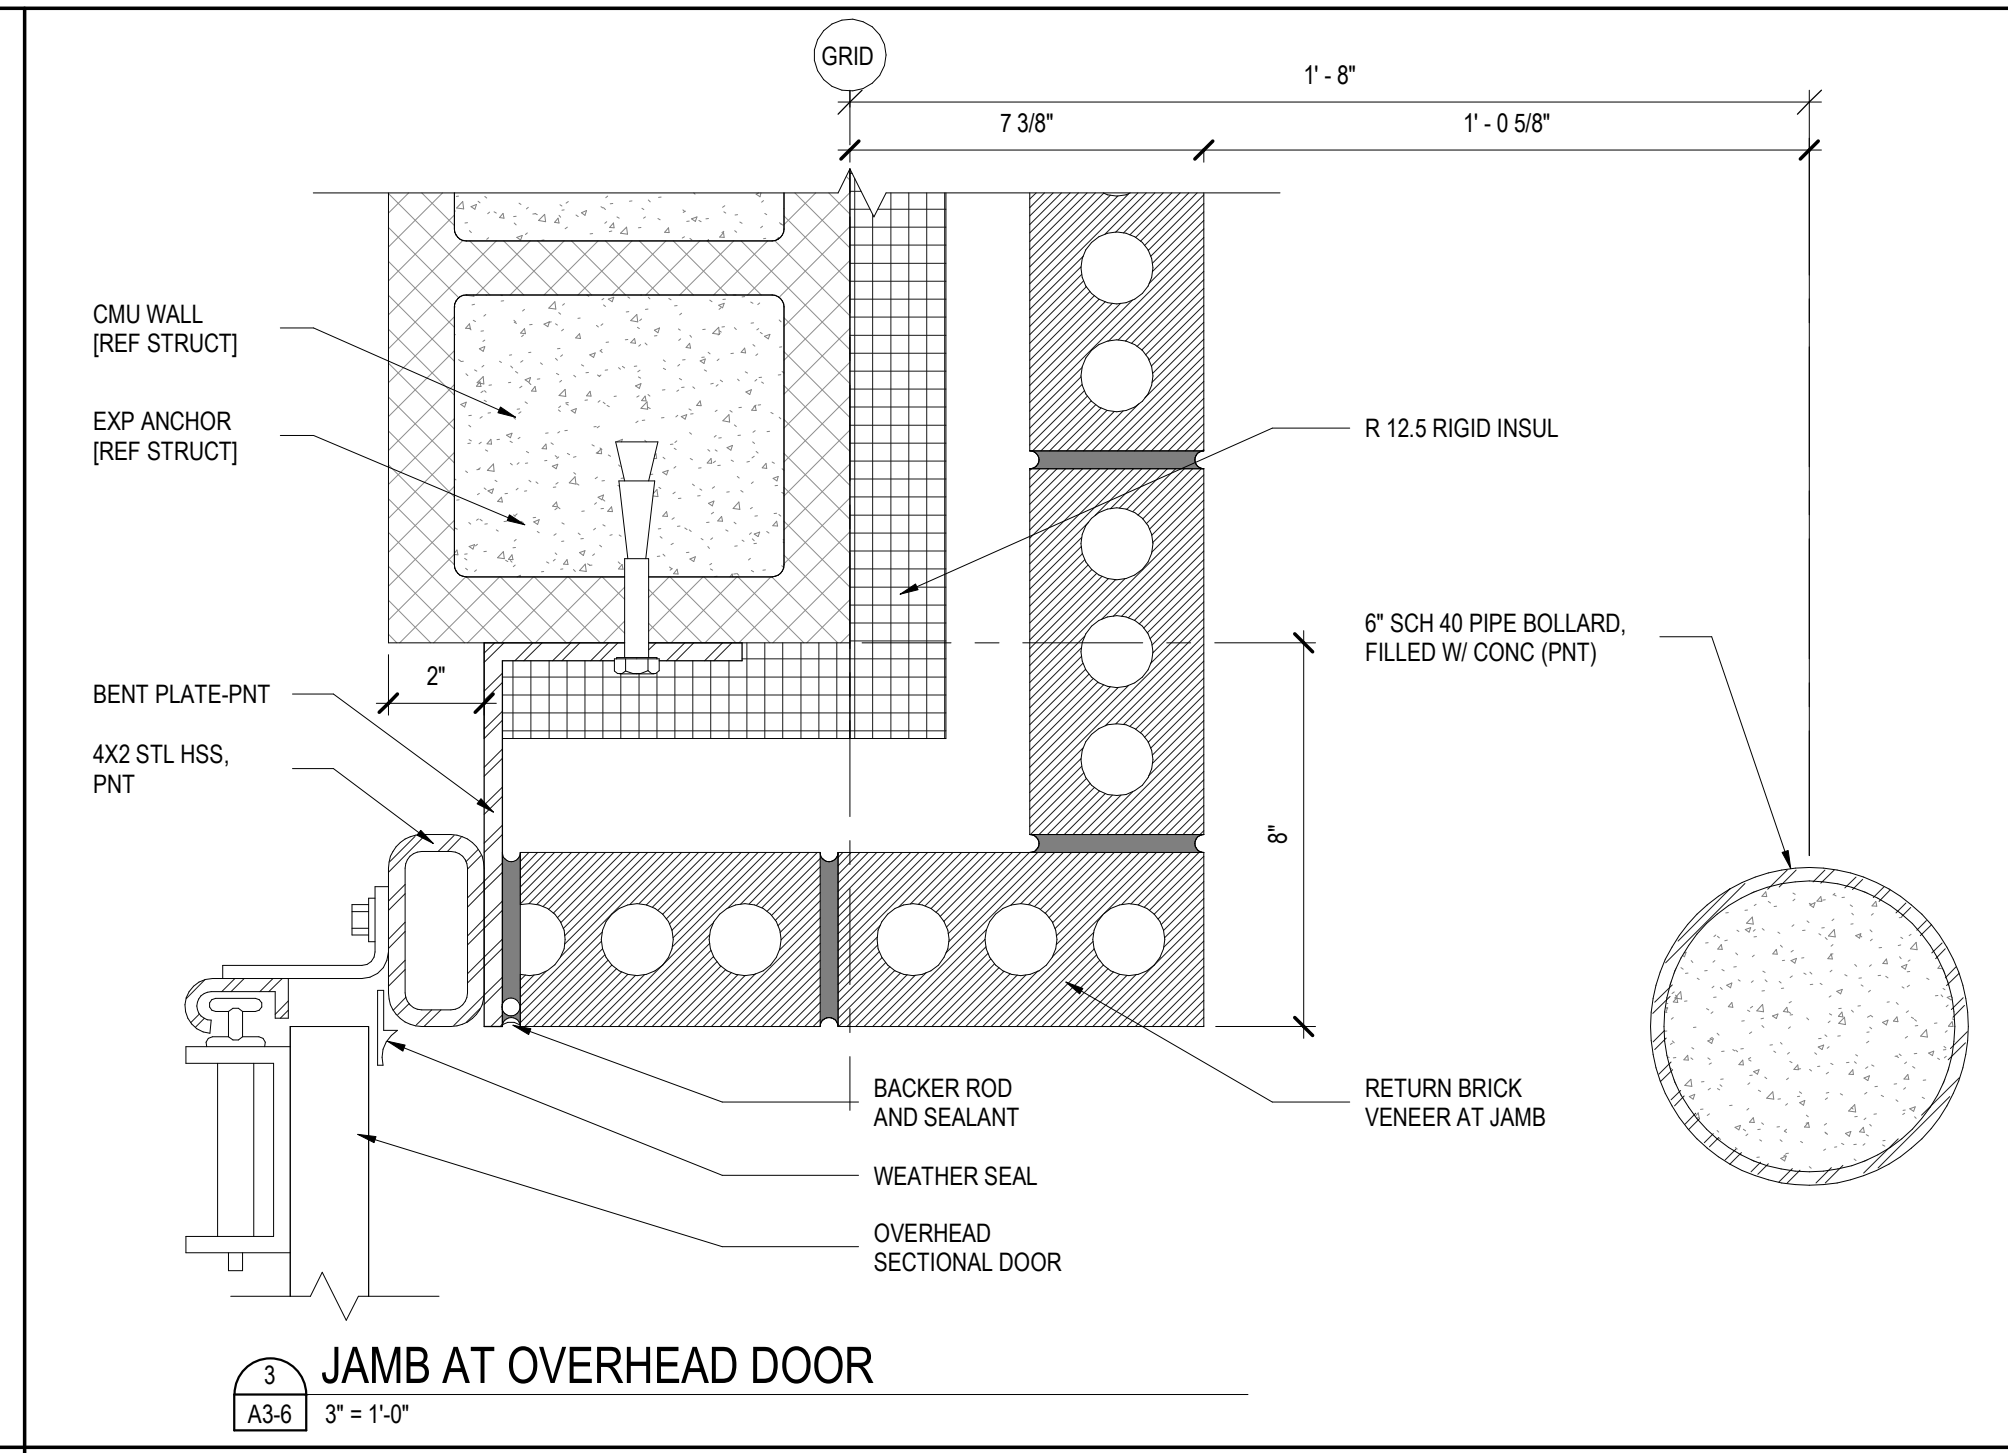 GRID
1' - 8"
7 3/8"
1' - 0 5/8"
CMU WALL
[REF STRUCT]
EXP ANCHOR
[REF STRUCT]
R 12.5 RIGID INSUL
6" SCH 40 PIPE BOLLARD,
FILLED W/ CONC (PNT)
2"
BENT PLATE-PNT
4X2 STL HSS,
PNT
8"
BACKER ROD
AND SEALANT
RETURN BRICK
VENEER AT JAMB
WEATHER SEAL
OVERHEAD
SECTIONAL DOOR
3
JAMB AT OVERHEAD DOOR
A3-6
3" = 1'-0"